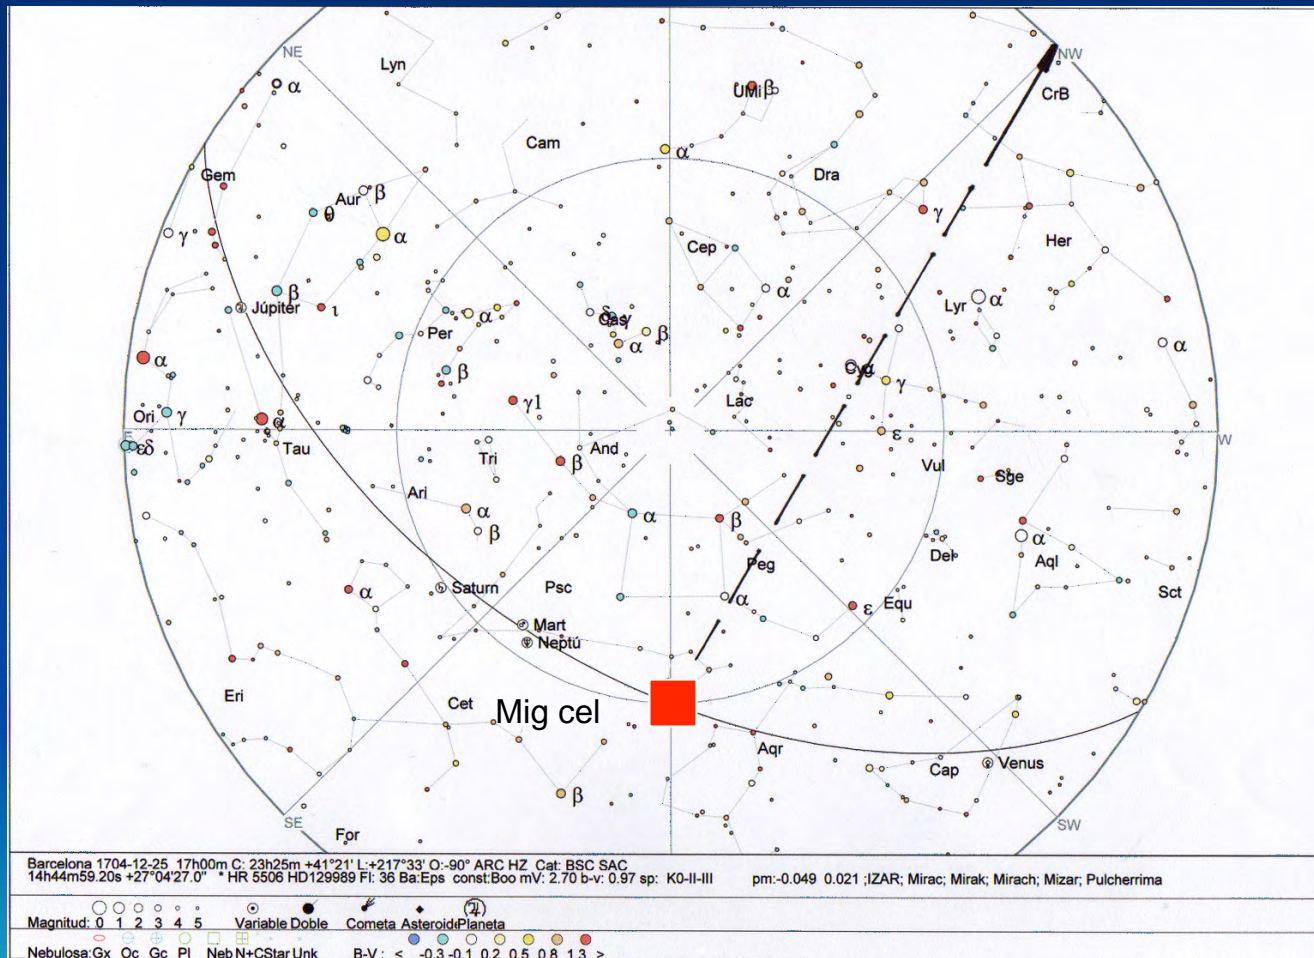 NE
NW
Lyn
CrB
α
UMi β
Cam
α
Dra
Gem
Aur β
θ
γ
γ
α
Cep
Her
β
Júpiter
ι
α
Lyr α
Per α
Cas
β
α
α
β
Cyg
γ
α
γ1
Lac
Ori γ
α
εδ
Tau
And
ε
W
Tri
β
Vul
Sge
Ari
α
α
β
β
α
Del
Aql
Peg
Saturn
Psc
α
α
ε
Equ
Sct
Mart
Neptú
Eri
Cet
Mig cel
Aqr
Cap
Venus
β
SE
SW
For
Barcelona 1704-12-25 17h00m C: 23h25m +41°21' L:+217°33' O:-90° ARC HZ Cat: BSC SAC
14h44m59.20s +27°04'27.0" * HR 5506 HD129989 Fl: 36 Ba:Eps const:Boo mV: 2.70 b-v: 0.97 sp: K0-II-III pm:-0.049 0.021 ;IZAR; Mirac; Mirak; Mirach; Mizar; Pulcherrima
Magnitud: 0 1 2 3 4 5 Variable Doble Cometa Asteroide Planeta
Nebulosa: Gx Oc Gc Pl Neb N+C Star Unk B-V : < -0.3 -0.1 0.2 0.5 0.8 1.3 >